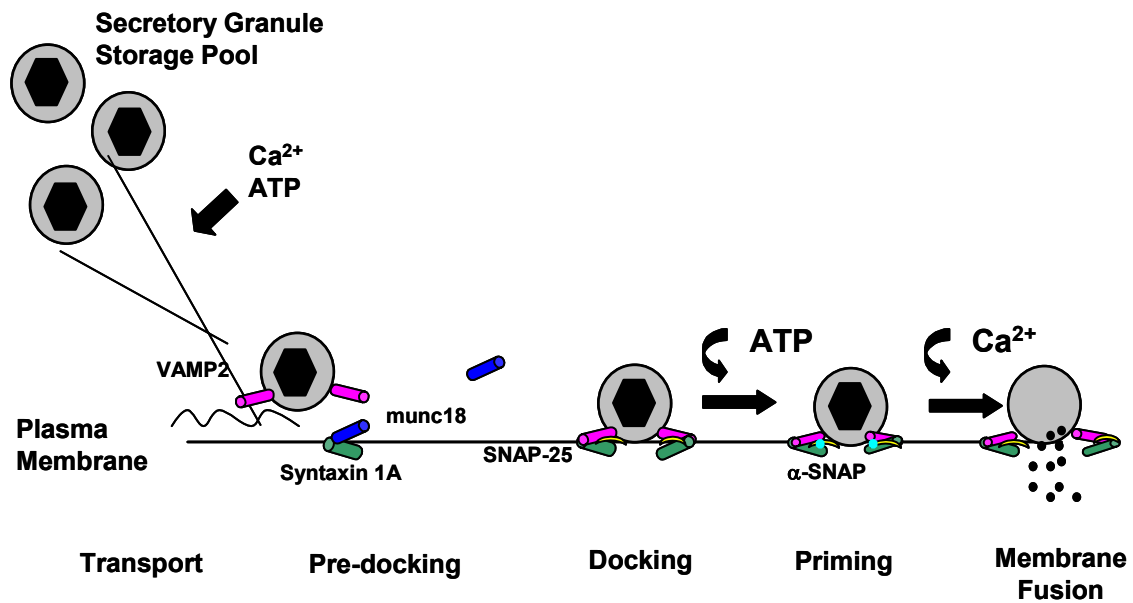 Secretory Granule
Storage Pool
Ca²⁺
ATP
VAMP2
munc18
Plasma
Membrane
Syntaxin 1A
SNAP-25
ATP
Ca²⁺
α-SNAP
Transport
Pre-docking
Docking
Priming
Membrane
Fusion